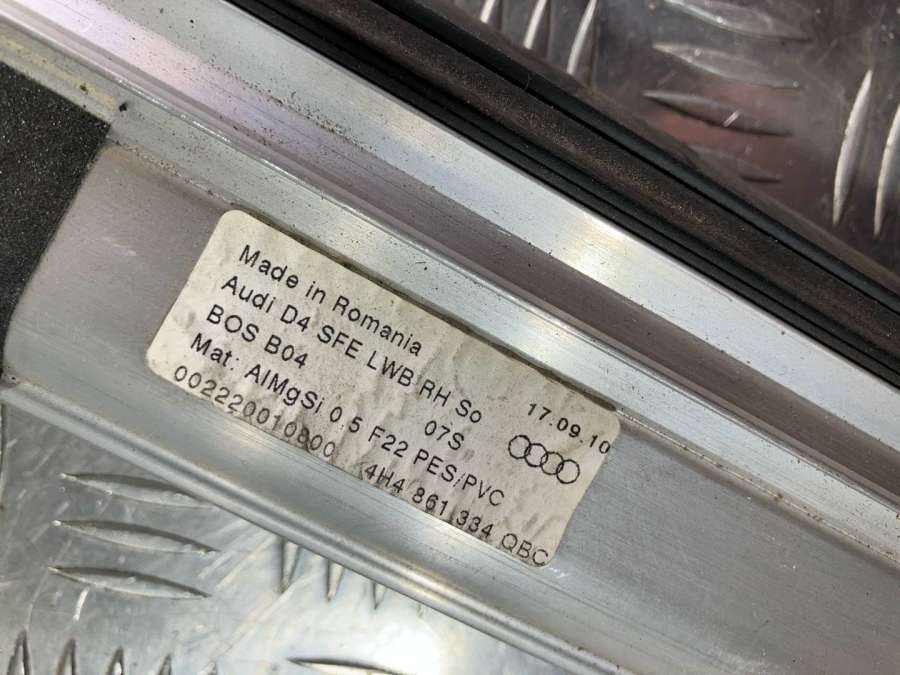 Made in Romania
Audi D4 SFE LWB RH So 17.09.10
BOS B04 07S
Mat: AlMgSi 0,5 F22 PES/PVC
002220010800 4H4 861 334 QBC